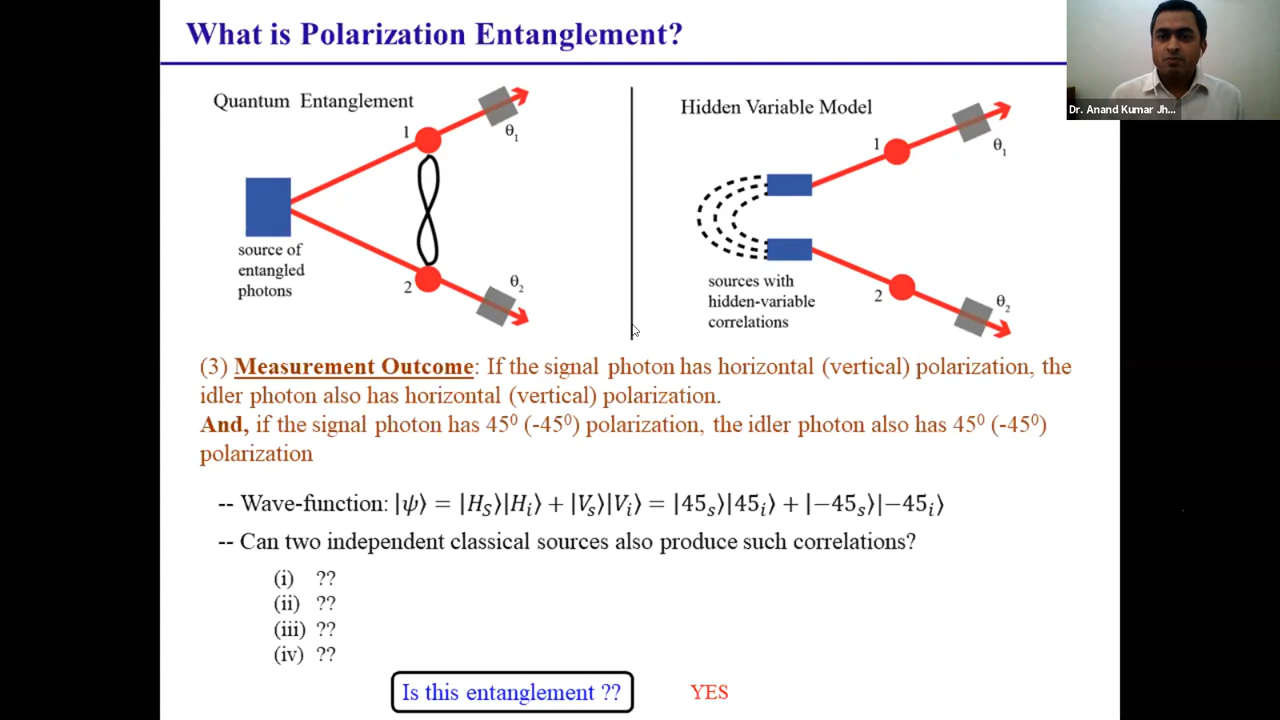 What is Polarization Entanglement?
Dr. Anand Kumar Jh...
Quantum Entanglement
1
θ₁
source of
entangled
photons
2
θ₂
Hidden Variable Model
1
θ₁
sources with
hidden-variable
correlations
2
θ₂
(3) Measurement Outcome: If the signal photon has horizontal (vertical) polarization, the
idler photon also has horizontal (vertical) polarization.
And, if the signal photon has 45⁰ (-45⁰) polarization, the idler photon also has 45⁰ (-45⁰)
polarization
-- Wave-function: |ψ⟩ = |H_S⟩|H_i⟩ + |V_s⟩|V_i⟩ = |45_s⟩|45_i⟩ + |−45_s⟩|−45_i⟩
-- Can two independent classical sources also produce such correlations?
(i) ??
(ii) ??
(iii) ??
(iv) ??
Is this entanglement ?? YES